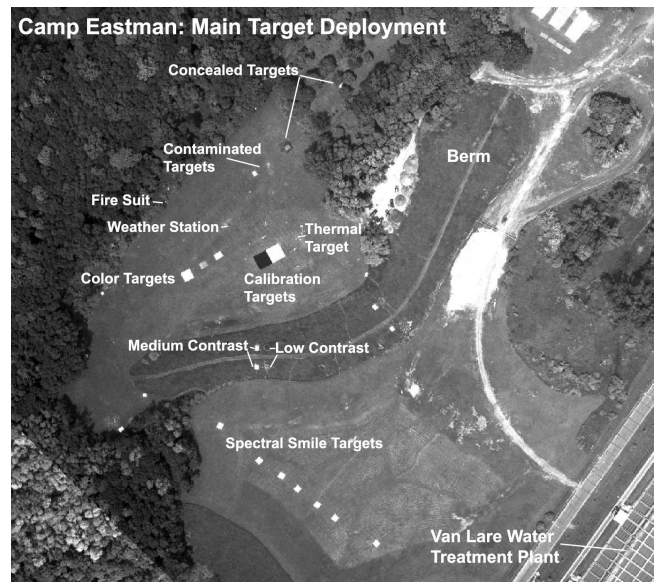 Camp Eastman: Main Target Deployment
Concealed Targets
Contaminated
Targets
Berm
Fire Suit
Weather Station
Thermal
Target
Color Targets
Calibration
Targets
Medium Contrast
Low Contrast
Spectral Smile Targets
Van Lare Water
Treatment Plant